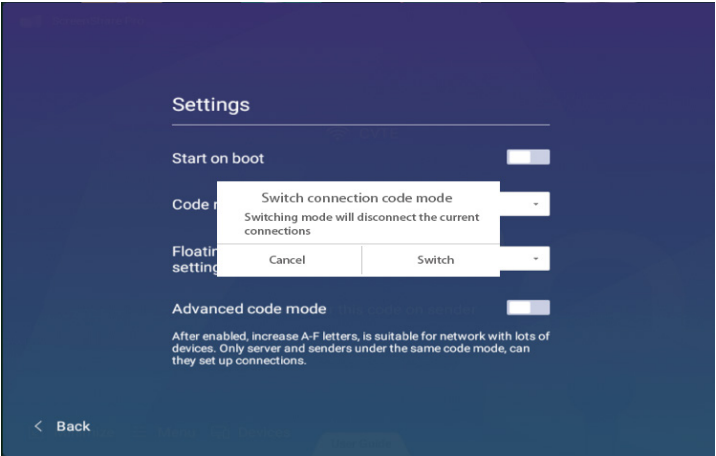 Settings
Start on boot
Code
Switch connection code mode
Switching mode will disconnect the current
connections
Cancel
Switch
Advanced code mode
After enabled, increase A-F letters, is suitable for network with lots of
devices. Only server and senders under the same code mode, can
they set up connections.
< Back